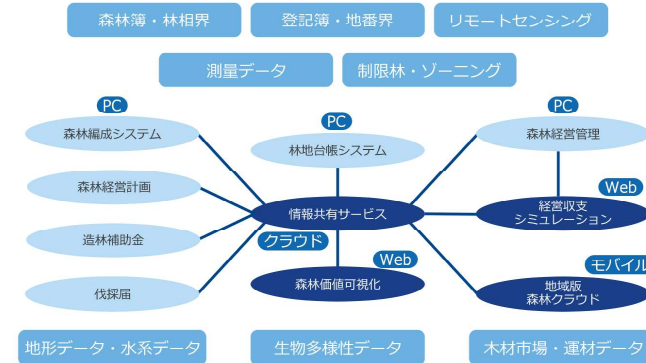 森林簿・林相界
登記簿・地番界
リモートセンシング
測量データ
制限林・ゾーニング
PC
森林編成システム
森林経営計画
造林補助金
伐採届
PC
林地台帳システム
情報共有サービス
クラウド
Web
森林価値可視化
PC
森林経営管理
Web
経営収支
シミュレーション
モバイル
地域版
森林クラウド
地形データ・水系データ
生物多様性データ
木材市場・運材データ